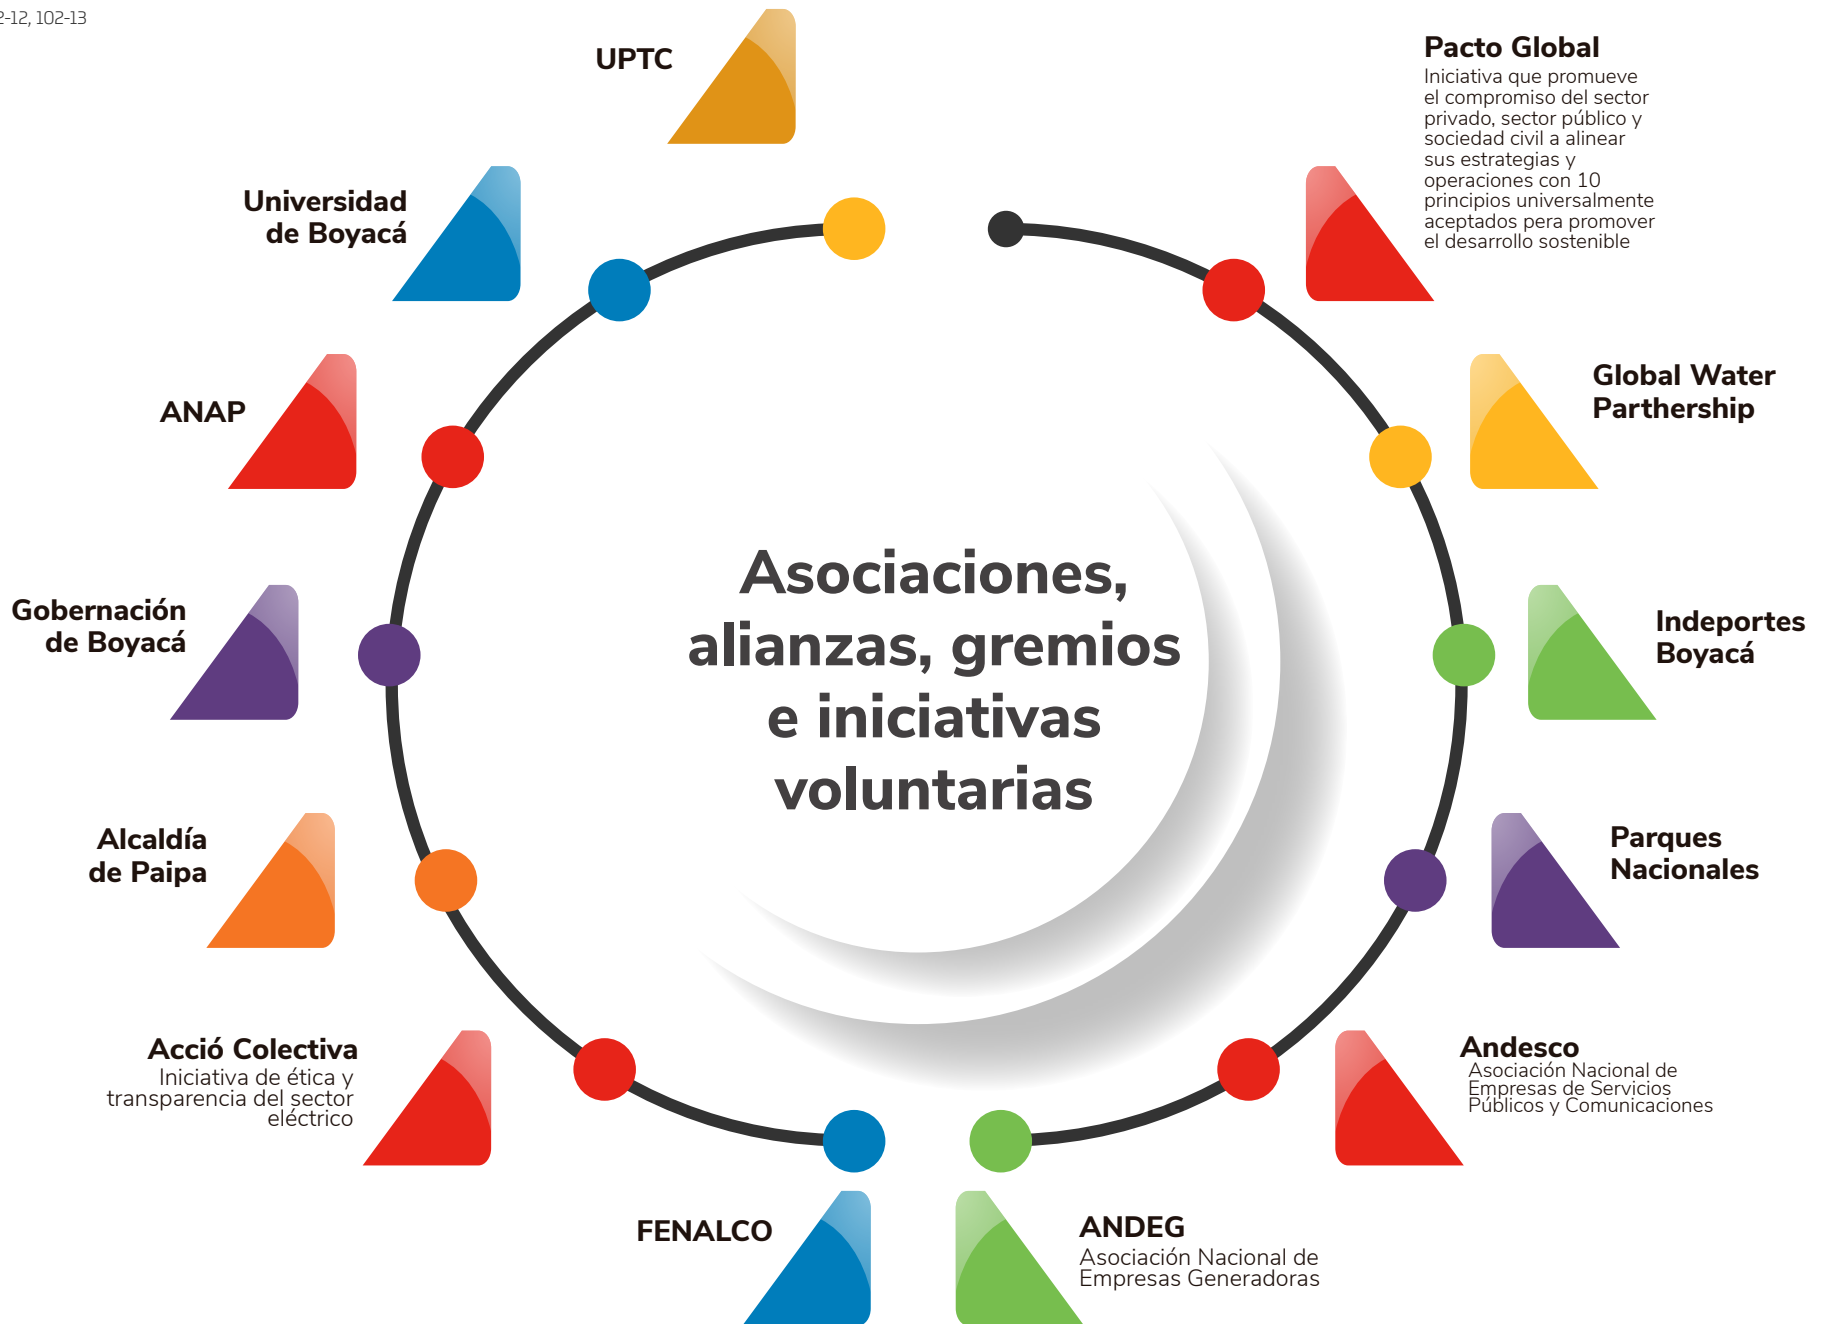 2-12, 102-13
UPTC
Pacto Global
Iniciativa que promueve
el compromiso del sector
privado, sector público y
sociedad civil a alinear
sus estrategias y
operaciones con 10
principios universalmente
aceptados pera promover
el desarrollo sostenible
Universidad
de Boyacá
Global Water
Parthership
ANAP
Asociaciones,
alianzas, gremios
e iniciativas
voluntarias
Gobernación
de Boyacá
Indeportes
Boyacá
Alcaldía
de Paipa
Parques
Nacionales
Acció Colectiva
Iniciativa de ética y
transparencia del sector
eléctrico
Andesco
Asociación Nacional de
Empresas de Servicios
Públicos y Comunicaciones
FENALCO
ANDEG
Asociación Nacional de
Empresas Generadoras